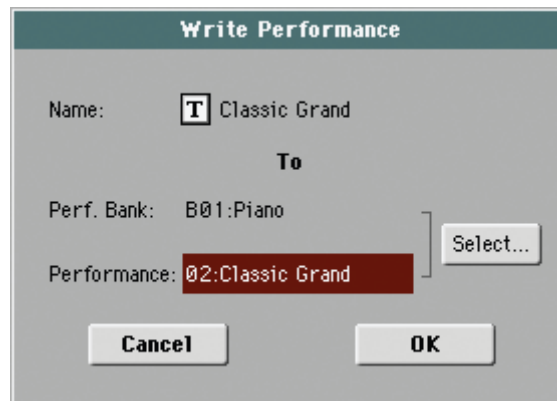 Write Performance
Name: T Classic Grand
To
Perf. Bank: B01:Piano
Select...
Performance: 02:Classic Grand
Cancel OK